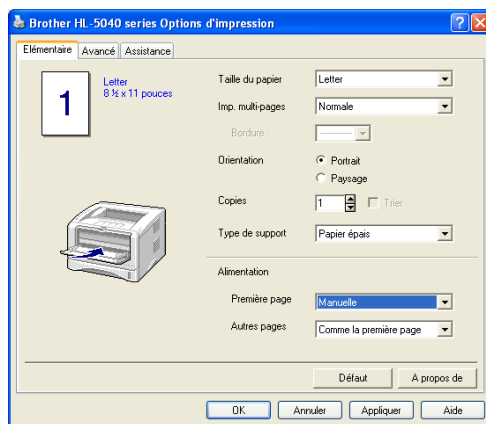 Brother HL-5040 series Options d'impression
Elémentaire Avancé Assistance
1
Letter
8 ½ x 11 pouces
Taille du papier Letter
Imp. multi-pages Normale
Bordure
Orientation Portrait
Paysage
Copies 1 Trier
Type de support Papier épais
Alimentation
Première page Manuelle
Autres pages Comme la première page
Défaut A propos de
OK Annuler Appliquer Aide